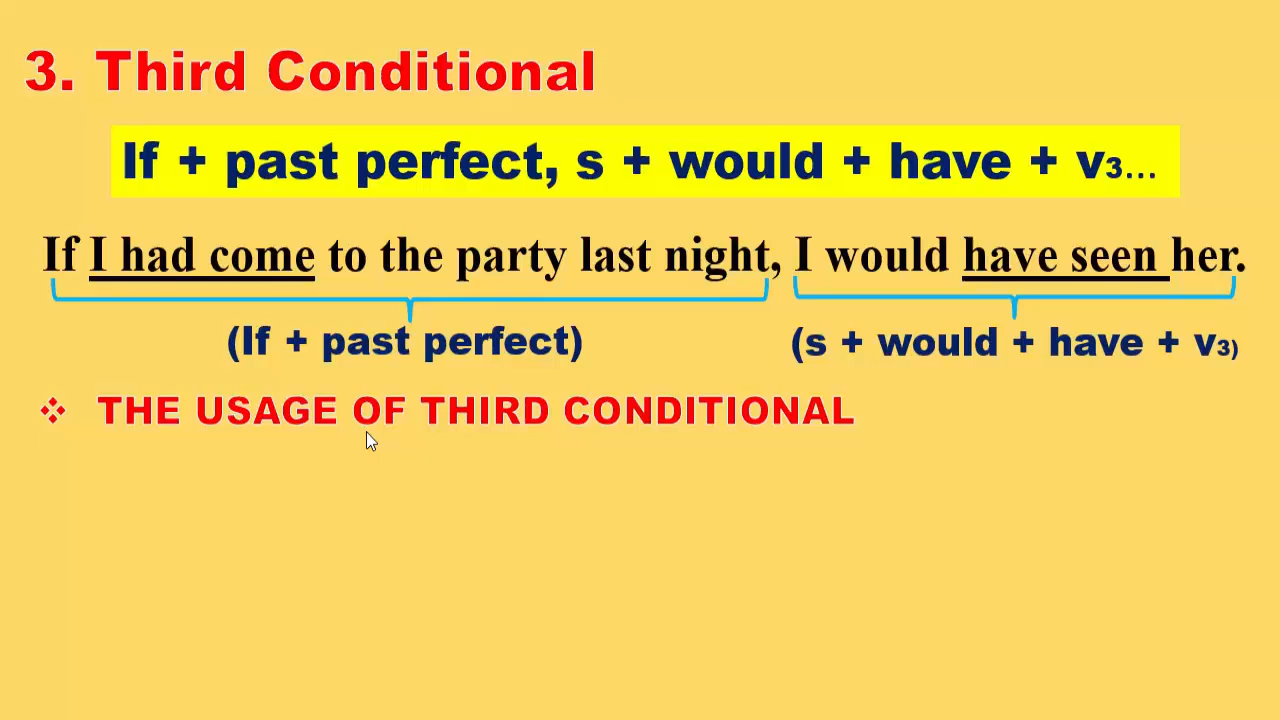 3. Third Conditional
If + past perfect, s + would + have + v3...
If I had come to the party last night, I would have seen her.
(If + past perfect) (s + would + have + v3)
❖ THE USAGE OF THIRD CONDITIONAL